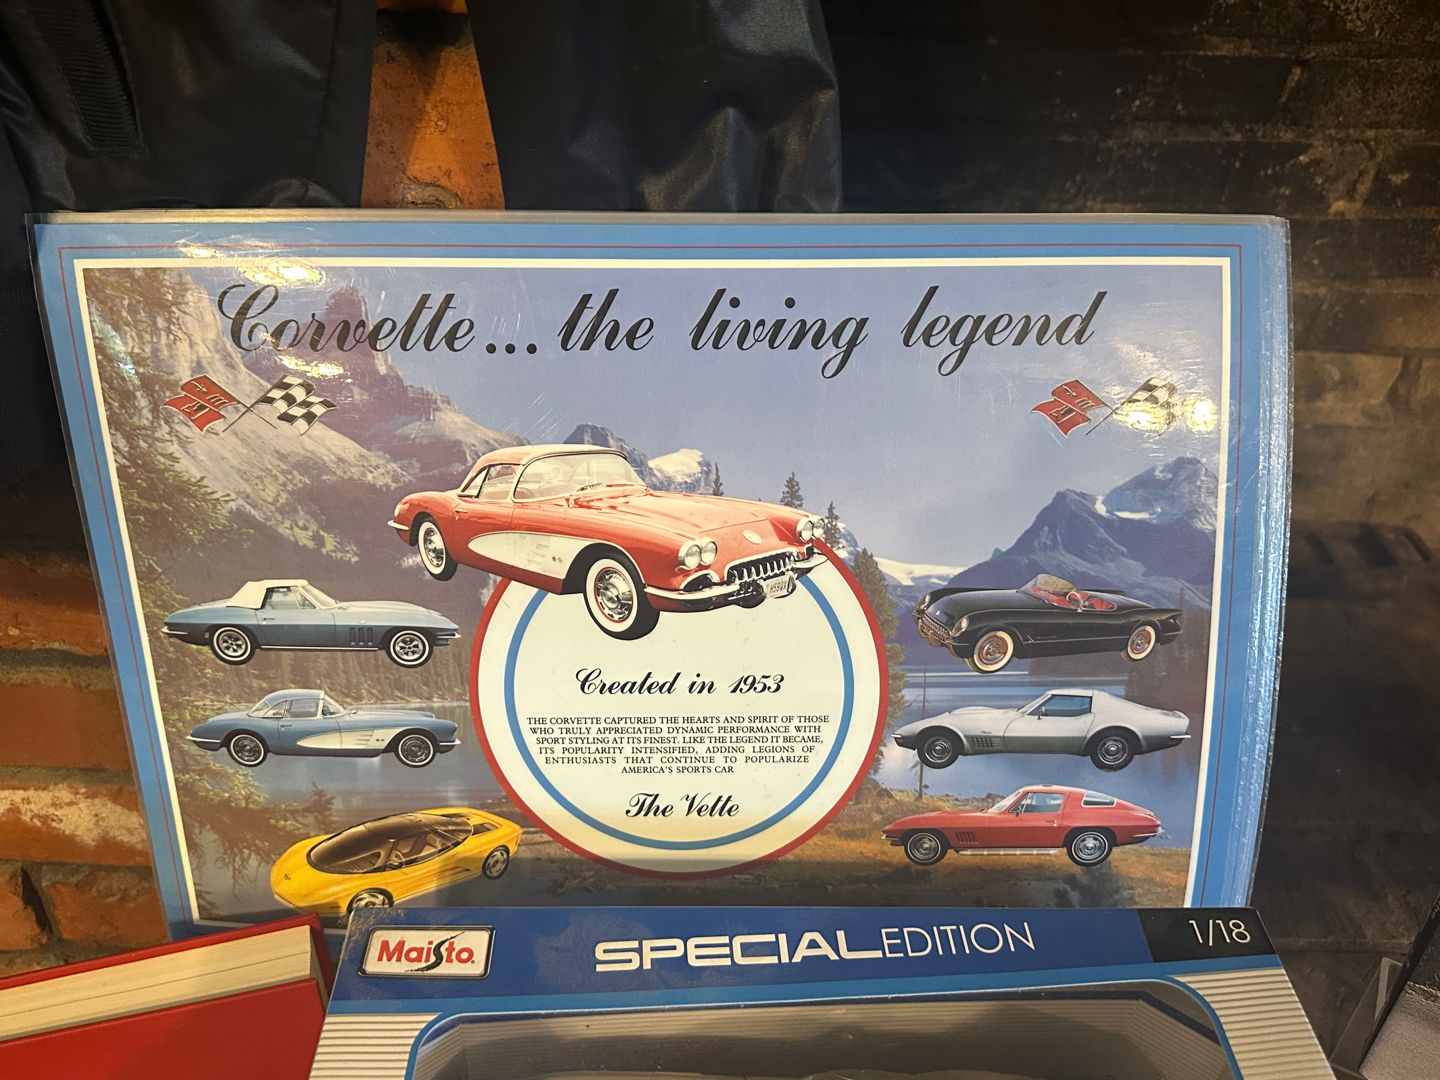 Corvette... the living legend
Created in 1953
THE CORVETTE CAPTURED THE HEARTS AND SPIRIT OF THOSE
WHO TRULY APPRECIATED DYNAMIC PERFORMANCE WITH
SPORT STYLING AT ITS FINEST. LIKE THE LEGEND IT BECAME,
ITS POPULARITY INTENSIFIED, ADDING LEGIONS OF
ENTHUSIASTS THAT CONTINUE TO POPULARIZE
AMERICA'S SPORTS CAR
The Vette
Maisto.
SPECIAL EDITION
1/18